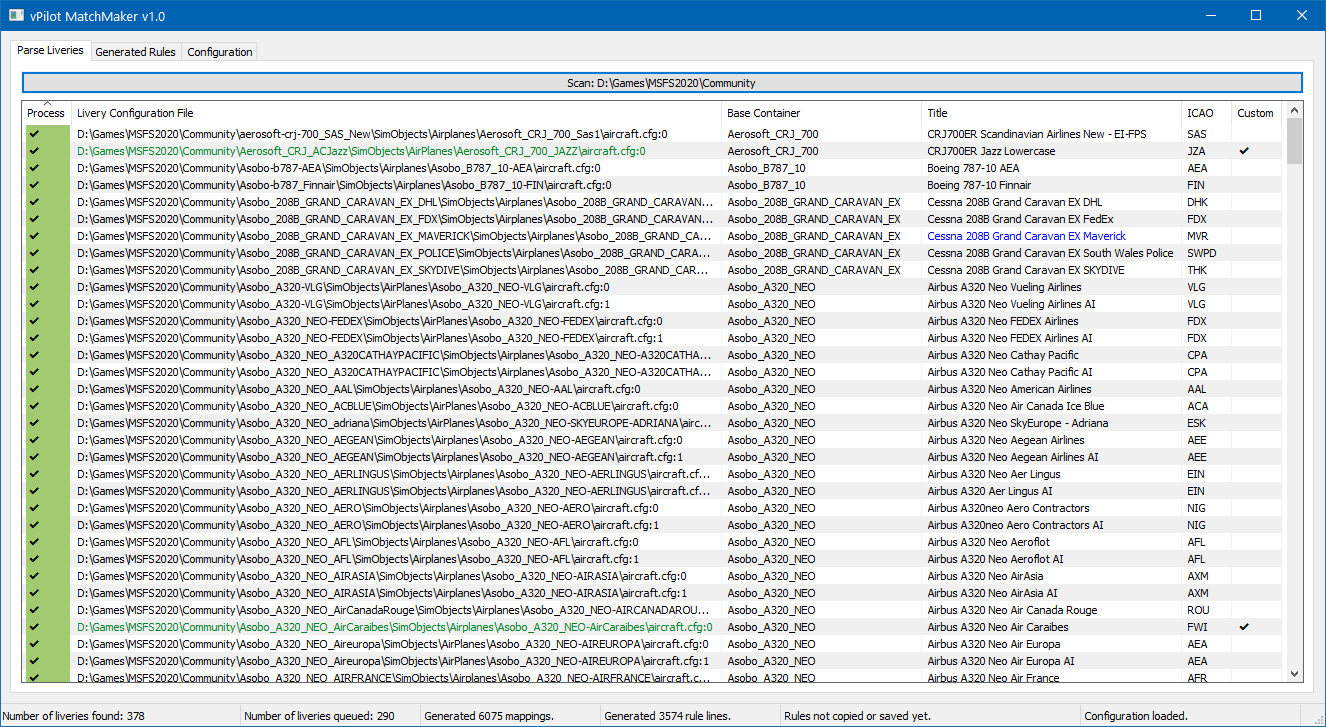 vPilot MatchMaker v1.0
Parse Liveries Generated Rules Configuration
Scan: D:\Games\MSFS2020\Community
Process Livery Configuration File Base Container Title ICAO Custom
D:\Games\MSFS2020\Community\aerosoft-crj-700_SAS_New\SimObjects\Airplanes\Aerosoft_CRJ_700_Sas1\aircraft.cfg:0 Aerosoft_CRJ_700 CRJ700ER Scandinavian Airlines New - EI-FPS SAS
D:\Games\MSFS2020\Community\Aerosoft_CRJ_ACJazz\SimObjects\AirPlanes\Aerosoft_CRJ_700_JAZZ\aircraft.cfg:0 Aerosoft_CRJ_700 CRJ700ER Jazz Lowercase JZA
D:\Games\MSFS2020\Community\Asobo-b787-AEA\SimObjects\Airplanes\Asobo_B787_10-AEA\aircraft.cfg:0 Asobo_B787_10 Boeing 787-10 AEA AEA
D:\Games\MSFS2020\Community\Asobo-b787_Finnair\SimObjects\Airplanes\Asobo_B787_10-FIN\aircraft.cfg:0 Asobo_B787_10 Boeing 787-10 Finnair FIN
D:\Games\MSFS2020\Community\Asobo_208B_GRAND_CARAVAN_EX_DHL\SimObjects\Airplanes\Asobo_208B_GRAND_CARAVAN... Asobo_208B_GRAND_CARAVAN_EX Cessna 208B Grand Caravan EX DHL DHK
D:\Games\MSFS2020\Community\Asobo_208B_GRAND_CARAVAN_EX_FDX\SimObjects\Airplanes\Asobo_208B_GRAND_CARAVAN... Asobo_208B_GRAND_CARAVAN_EX Cessna 208B Grand Caravan EX FedEx FDX
D:\Games\MSFS2020\Community\Asobo_208B_GRAND_CARAVAN_EX_MAVERICK\SimObjects\Airplanes\Asobo_208B_GRAND_CA... Asobo_208B_GRAND_CARAVAN_EX Cessna 208B Grand Caravan EX Maverick MVR
D:\Games\MSFS2020\Community\Asobo_208B_GRAND_CARAVAN_EX_POLICE\SimObjects\Airplanes\Asobo_208B_GRAND_CARAV... Asobo_208B_GRAND_CARAVAN_EX Cessna 208B Grand Caravan EX South Wales Police SWPD
D:\Games\MSFS2020\Community\Asobo_208B_GRAND_CARAVAN_EX_SKYDIVE\SimObjects\Airplanes\Asobo_208B_GRAND_CAR... Asobo_208B_GRAND_CARAVAN_EX Cessna 208B Grand Caravan EX SKYDIVE THK
D:\Games\MSFS2020\Community\Asobo_A320-VLG\SimObjects\AirPlanes\Asobo_A320_NEO-VLG\aircraft.cfg:0 Asobo_A320_NEO Airbus A320 Neo Vueling Airlines VLG
D:\Games\MSFS2020\Community\Asobo_A320-VLG\SimObjects\AirPlanes\Asobo_A320_NEO-VLG\aircraft.cfg:1 Asobo_A320_NEO Airbus A320 Neo Vueling Airlines AI VLG
D:\Games\MSFS2020\Community\Asobo_A320_NEO-FEDEX\SimObjects\AirPlanes\Asobo_A320_NEO-FEDEX\aircraft.cfg:0 Asobo_A320_NEO Airbus A320 Neo FEDEX Airlines FDX
D:\Games\MSFS2020\Community\Asobo_A320_NEO-FEDEX\SimObjects\AirPlanes\Asobo_A320_NEO-FEDEX\aircraft.cfg:1 Asobo_A320_NEO Airbus A320 Neo FEDEX Airlines AI FDX
D:\Games\MSFS2020\Community\Asobo_A320_NEO_A320CATHAYPACIFIC\SimObjects\Airplanes\Asobo_A320_NEO-A320CATHA... Asobo_A320_NEO Airbus A320 Neo Cathay Pacific CPA
D:\Games\MSFS2020\Community\Asobo_A320_NEO_A320CATHAYPACIFIC\SimObjects\Airplanes\Asobo_A320_NEO-A320CATHA... Asobo_A320_NEO Airbus A320 Neo Cathay Pacific AI CPA
D:\Games\MSFS2020\Community\Asobo_A320_NEO_AAL\SimObjects\Airplanes\Asobo_A320_NEO-AAL\aircraft.cfg:0 Asobo_A320_NEO Airbus A320 Neo American Airlines AAL
D:\Games\MSFS2020\Community\Asobo_A320_NEO_ACBLUE\SimObjects\AirPlanes\Asobo_A320_NEO-ACBLUE\aircraft.cfg:0 Asobo_A320_NEO Airbus A320 Neo Air Canada Ice Blue ACA
D:\Games\MSFS2020\Community\Asobo_A320_NEO_adriana\SimObjects\AirPlanes\Asobo_A320_NEO-SKYEUROPE-ADRIANA\airc... Asobo_A320_NEO Airbus A320 Neo SkyEurope - Adriana ESK
D:\Games\MSFS2020\Community\Asobo_A320_NEO_AEGEAN\SimObjects\Airplanes\Asobo_A320_NEO-AEGEAN\aircraft.cfg:0 Asobo_A320_NEO Airbus A320 Neo Aegean Airlines AEE
D:\Games\MSFS2020\Community\Asobo_A320_NEO_AEGEAN\SimObjects\Airplanes\Asobo_A320_NEO-AEGEAN\aircraft.cfg:1 Asobo_A320_NEO Airbus A320 Neo Aegean Airlines AI AEE
D:\Games\MSFS2020\Community\Asobo_A320_NEO_AERLINGUS\SimObjects\Airplanes\Asobo_A320_NEO-AERLINGUS\aircraft.cf... Asobo_A320_NEO Airbus A320 Neo Aer Lingus EIN
D:\Games\MSFS2020\Community\Asobo_A320_NEO_AERLINGUS\SimObjects\Airplanes\Asobo_A320_NEO-AERLINGUS\aircraft.cf... Asobo_A320_NEO Airbus A320 Aer Lingus AI EIN
D:\Games\MSFS2020\Community\Asobo_A320_NEO_AERO\SimObjects\Airplanes\Asobo_A320_NEO-AERO\aircraft.cfg:0 Asobo_A320_NEO Airbus A320neo Aero Contractors NIG
D:\Games\MSFS2020\Community\Asobo_A320_NEO_AERO\SimObjects\Airplanes\Asobo_A320_NEO-AERO\aircraft.cfg:1 Asobo_A320_NEO Airbus A320neo Aero Contractors AI NIG
D:\Games\MSFS2020\Community\Asobo_A320_NEO_AFL\SimObjects\Airplanes\Asobo_A320_NEO-AFL\aircraft.cfg:0 Asobo_A320_NEO Airbus A320 Neo Aeroflot AFL
D:\Games\MSFS2020\Community\Asobo_A320_NEO_AFL\SimObjects\Airplanes\Asobo_A320_NEO-AFL\aircraft.cfg:1 Asobo_A320_NEO Airbus A320 Neo Aeroflot AI AFL
D:\Games\MSFS2020\Community\Asobo_A320_NEO_AIRASIA\SimObjects\Airplanes\Asobo_A320_NEO-AIRASIA\aircraft.cfg:0 Asobo_A320_NEO Airbus A320 Neo AirAsia AXM
D:\Games\MSFS2020\Community\Asobo_A320_NEO_AIRASIA\SimObjects\Airplanes\Asobo_A320_NEO-AIRASIA\aircraft.cfg:1 Asobo_A320_NEO Airbus A320 Neo AirAsia AI AXM
D:\Games\MSFS2020\Community\Asobo_A320_NEO_AirCanadaRouge\SimObjects\Airplanes\Asobo_A320_NEO-AIRCANADAROU... Asobo_A320_NEO Airbus A320 Neo Air Canada Rouge ROU
D:\Games\MSFS2020\Community\Asobo_A320_NEO_AirCaraibes\SimObjects\Airplanes\Asobo_A320_NEO-AirCaraibes\aircraft.cfg:0 Asobo_A320_NEO Airbus A320 Neo Air Caraibes FWI
D:\Games\MSFS2020\Community\Asobo_A320_NEO_Aireuropa\SimObjects\AirPlanes\Asobo_A320_NEO-AIREUROPA\aircraft.cfg:0 Asobo_A320_NEO Airbus A320 Neo Air Europa AEA
D:\Games\MSFS2020\Community\Asobo_A320_NEO_Aireuropa\SimObjects\AirPlanes\Asobo_A320_NEO-AIREUROPA\aircraft.cfg:1 Asobo_A320_NEO Airbus A320 Neo Air Europa AI AEA
D:\Games\MSFS2020\Community\Asobo_A320_NEO_AIRFRANCE\SimObjects\Airplanes\Asobo_A320_NEO-AIRFRANCE\aircraft.c... Asobo_A320_NEO Airbus A320 Neo Air France AFR
Number of liveries found: 378 Number of liveries queued: 290 Generated 6075 mappings. Generated 3574 rule lines. Rules not copied or saved yet. Configuration loaded.